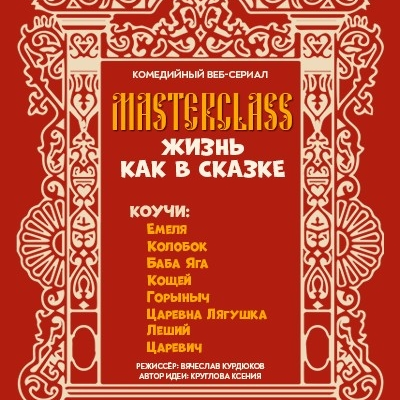 КОМЕДИЙНЫЙ ВЕБ-СЕРИАЛ
MASTERCLASS
ЖИЗНЬ
КАК В СКАЗКЕ
КОУЧИ:
Емеля
Колобок
Баба Яга
Кощей
Горыныч
Царевна Лягушка
Леший
Царевич
РЕЖИССЁР: ВЯЧЕСЛАВ КУРДЮКОВ
АВТОР ИДЕИ: КРУГЛОВА КСЕНИЯ